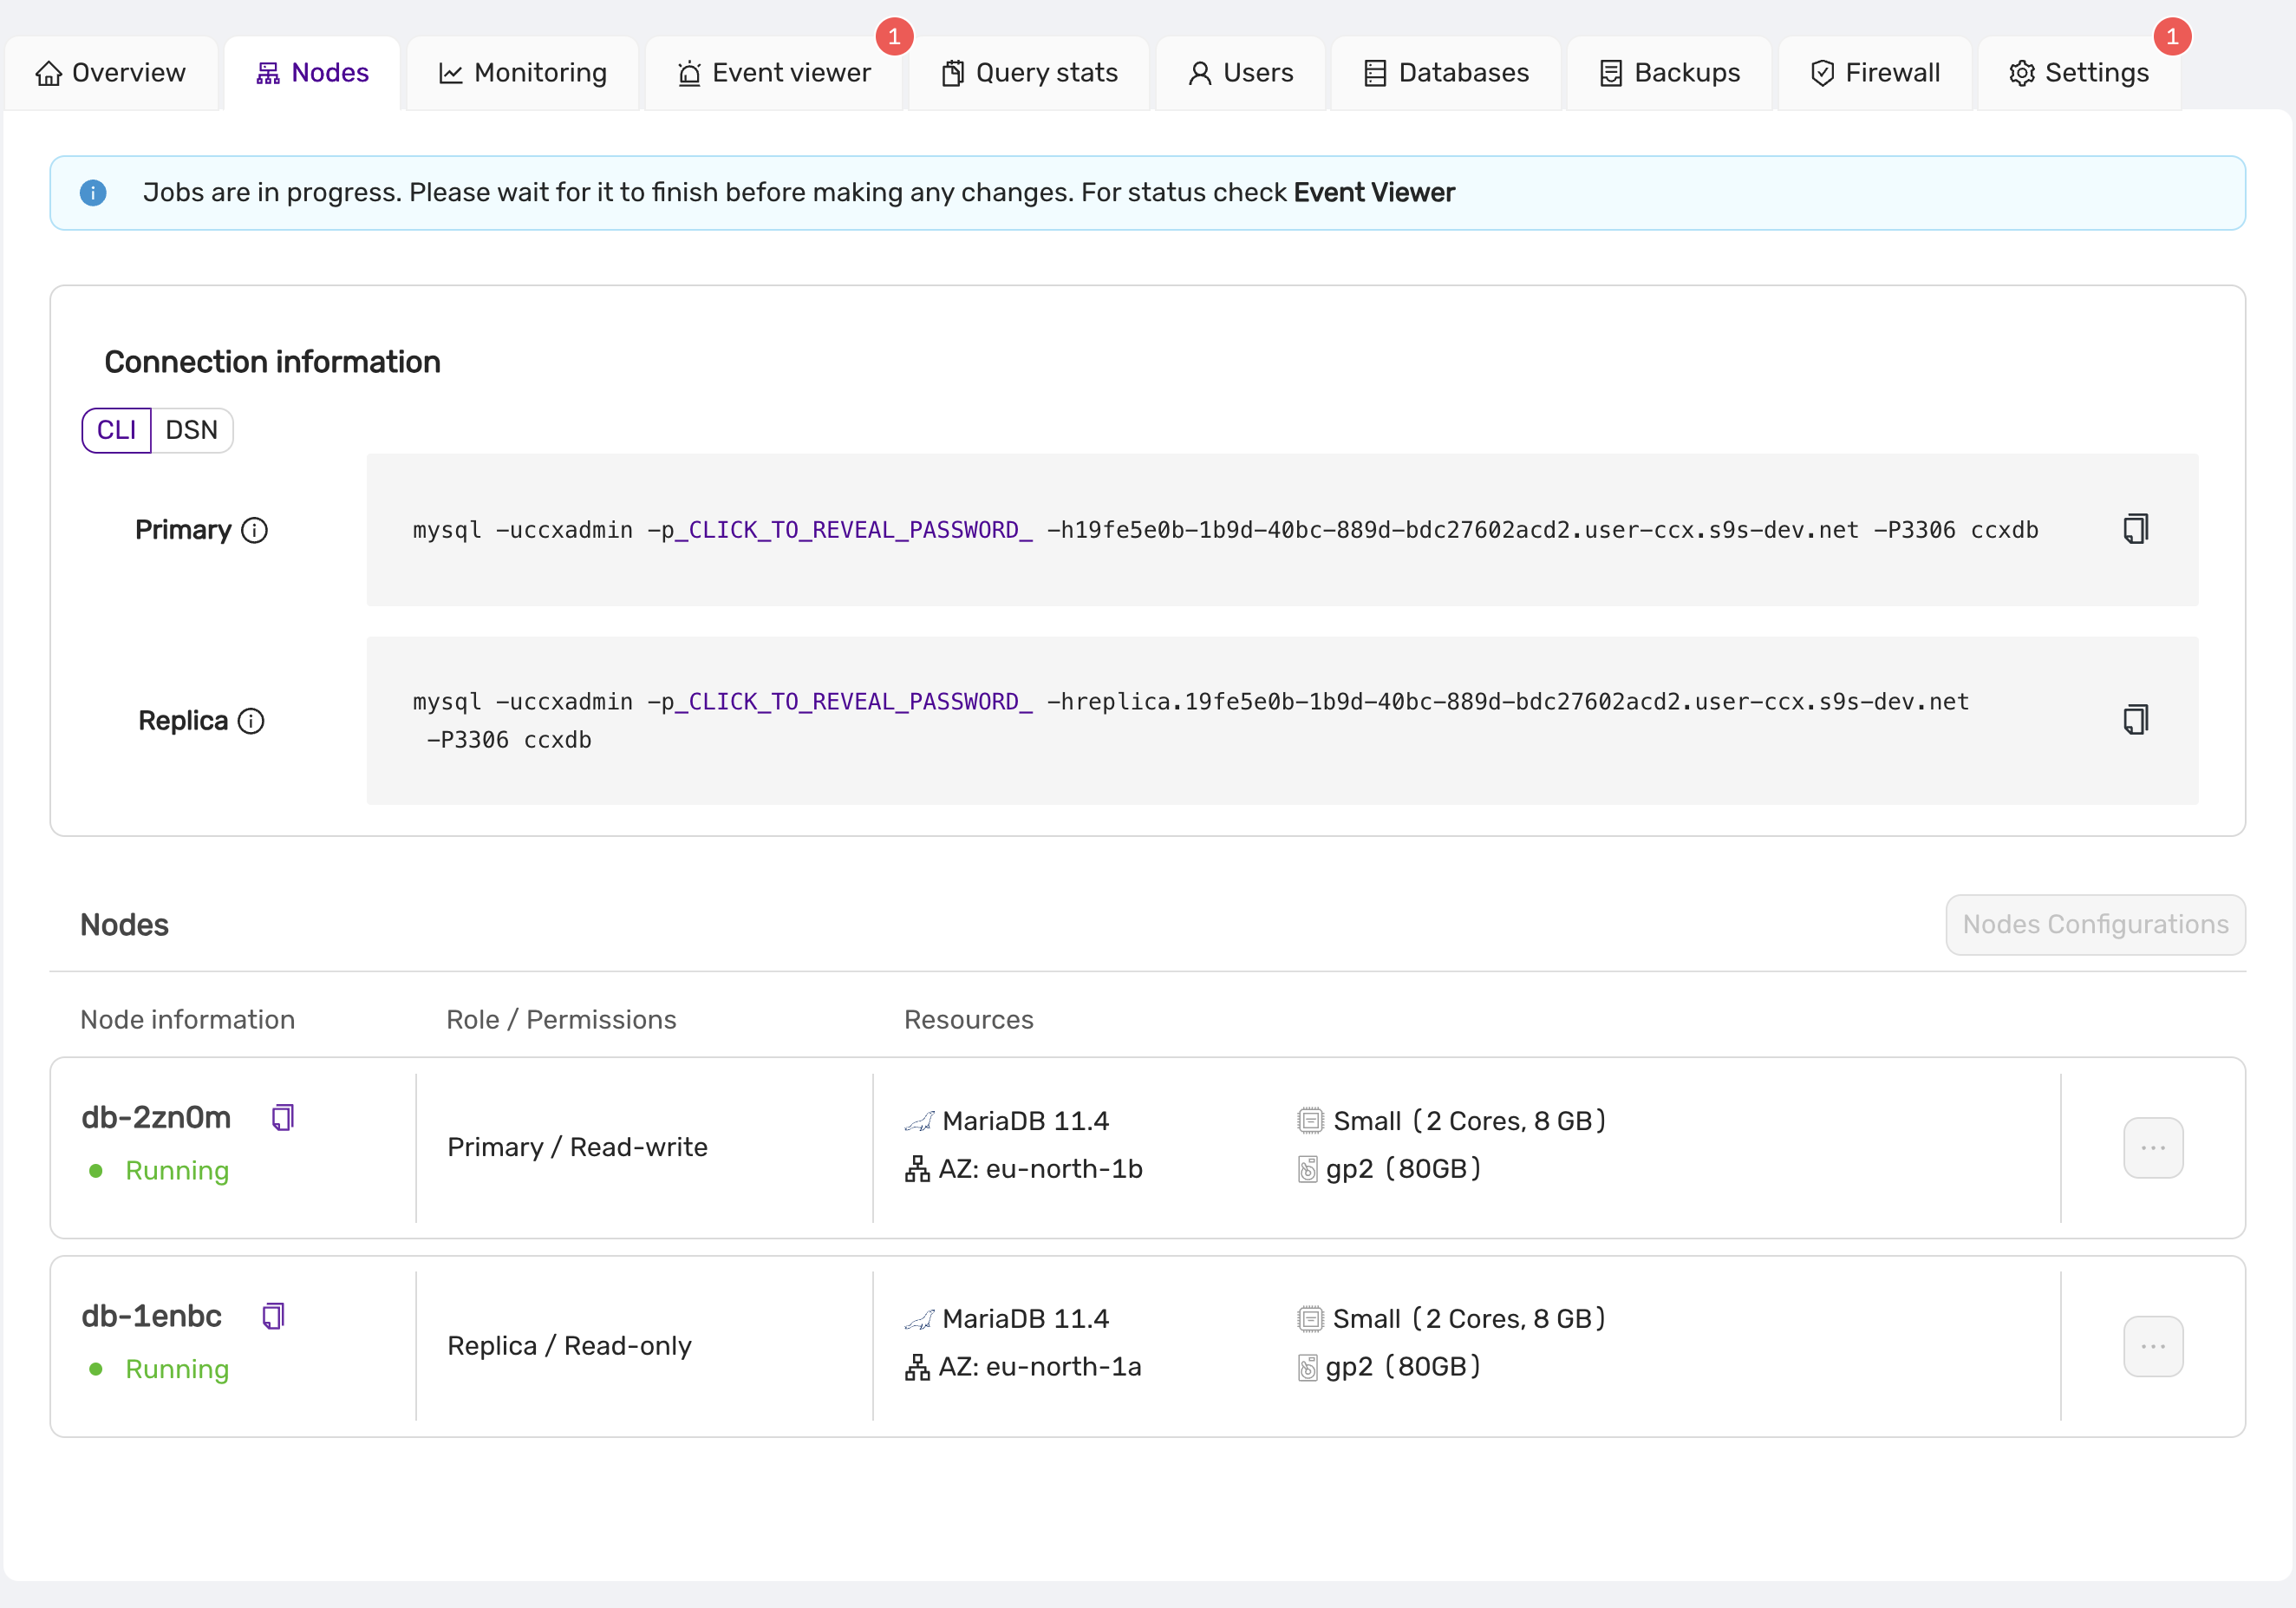 1
1
Overview
Nodes
Monitoring
Event viewer
Query stats
Users
Databases
Backups
Firewall
Settings
Jobs are in progress. Please wait for it to finish before making any changes. For status check Event Viewer
Connection information
CLI
DSN
Primary
mysql -uccxadmin -p_CLICK_TO_REVEAL_PASSWORD_ -h19fe5e0b-1b9d-40bc-889d-bdc27602acd2.user-ccx.s9s-dev.net -P3306 ccxdb
Replica
mysql -uccxadmin -p_CLICK_TO_REVEAL_PASSWORD_ -hreplica.19fe5e0b-1b9d-40bc-889d-bdc27602acd2.user-ccx.s9s-dev.net
-P3306 ccxdb
Nodes
Nodes Configurations
Node information
Role / Permissions
Resources
db-2zn0m
Running
Primary / Read-write
MariaDB 11.4
AZ: eu-north-1b
Small (2 Cores, 8 GB)
gp2 (80GB)
...
db-1enbc
Running
Replica / Read-only
MariaDB 11.4
AZ: eu-north-1a
Small (2 Cores, 8 GB)
gp2 (80GB)
...